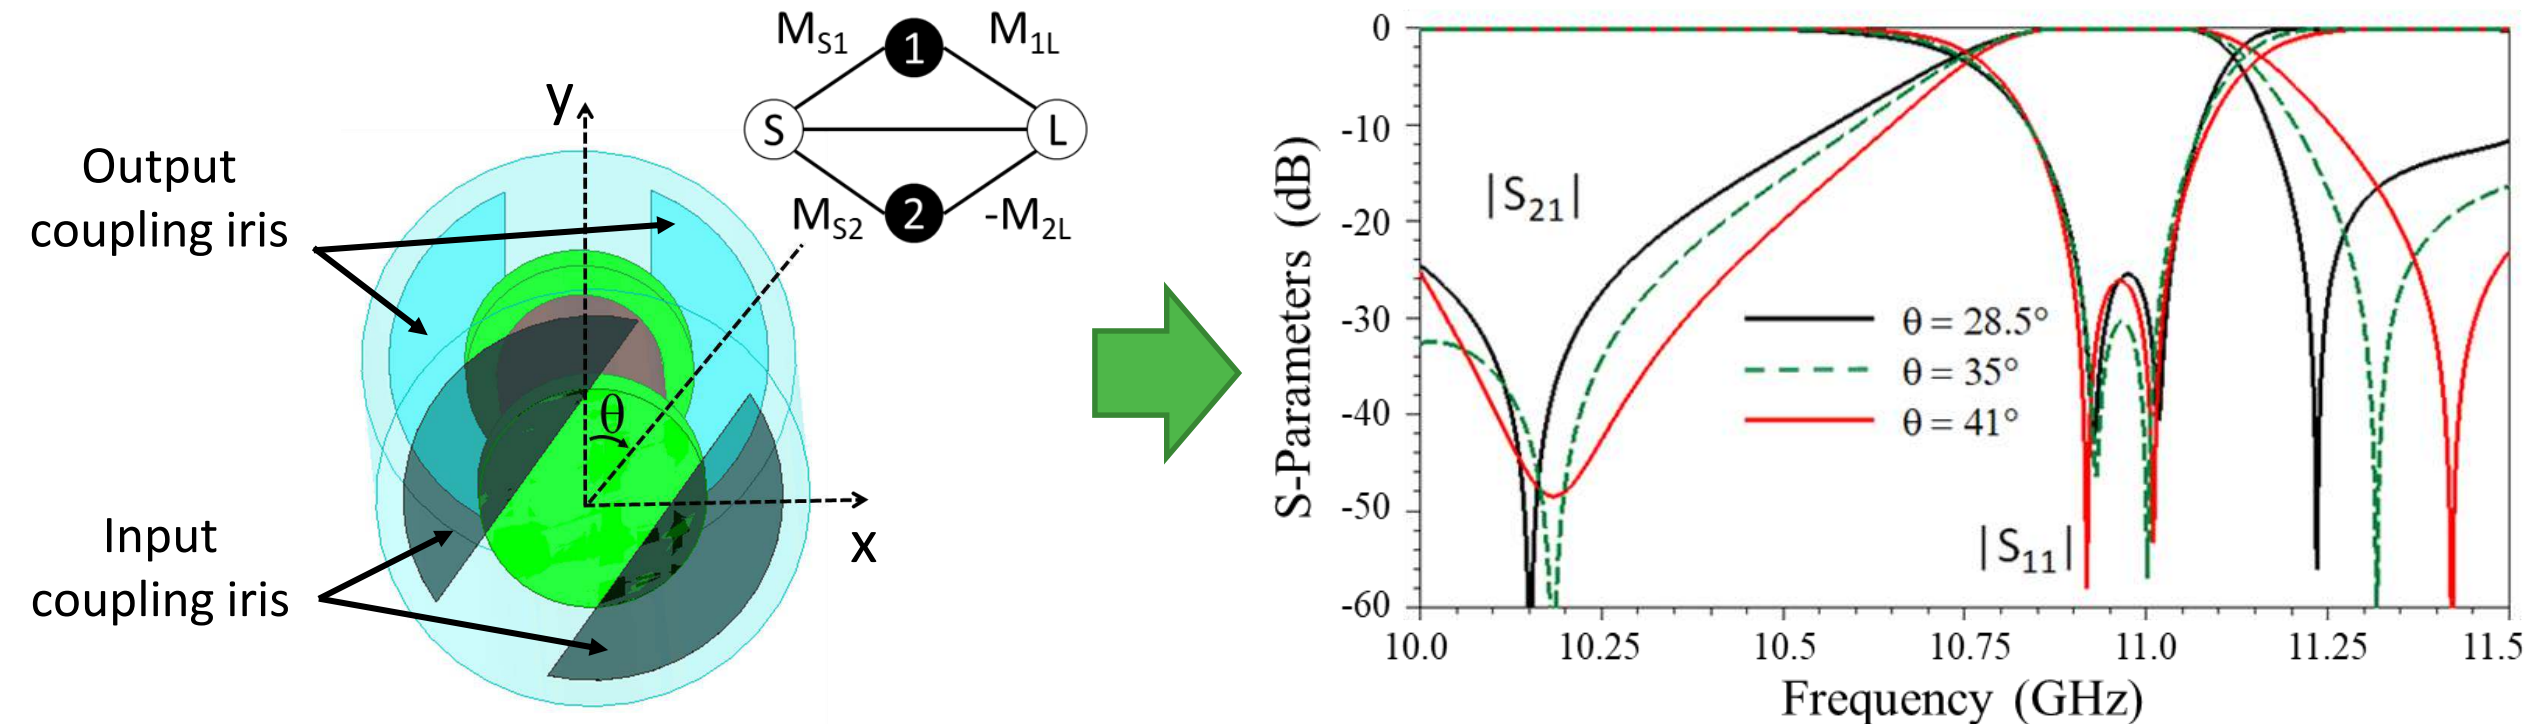 Output
coupling iris
Input
coupling iris
y
x
θ
M_S1
M_1L
1
S
L
2
M_S2
-M_2L
S-Parameters (dB)
0
-10
-20
-30
-40
-50
-60
|S_21|
|S_11|
θ = 28.5°
θ = 35°
θ = 41°
10.0 10.25 10.5 10.75 11.0 11.25 11.5
Frequency (GHz)